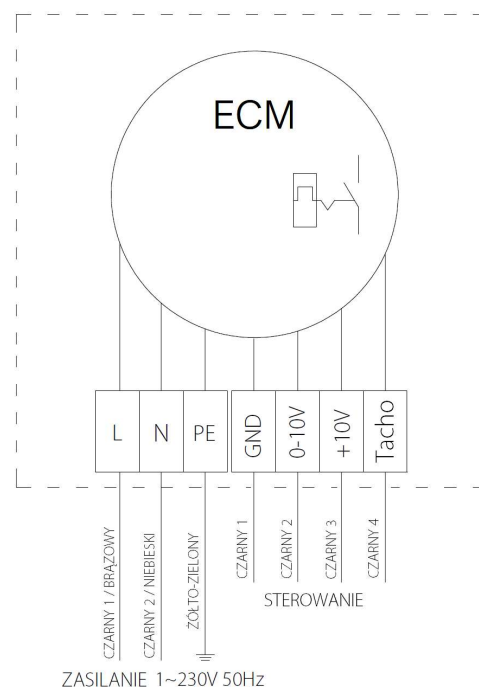 ECM
L
N
PE
GND
0-10V
+10V
Tacho
CZARNY 1 / BRĄZOWY
CZARNY 2 / NIEBIESKI
ŻÓŁTO-ZIELONY
CZARNY 1
CZARNY 2
CZARNY 3
CZARNY 4
STEROWANIE
ZASILANIE 1~230V 50Hz